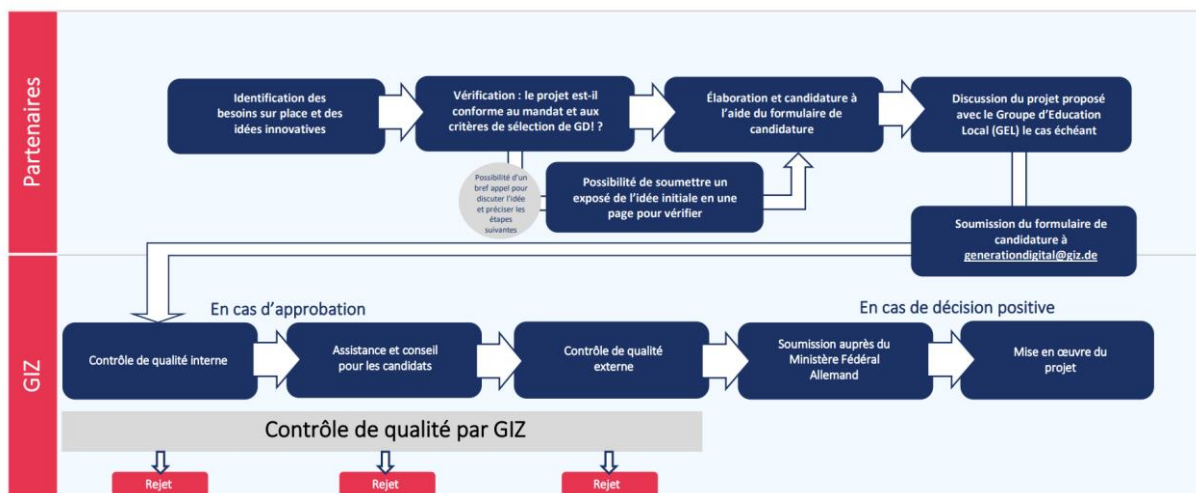 Partenaires
Identification des
besoins sur place et des
idées innovatives
Vérification : le projet est-il
conforme au mandat et aux
critères de sélection de GD! ?
Élaboration et candidature à
l’aide du formulaire de
candidature
Discussion du projet proposé
avec le Groupe d’Education
Local (GEL) le cas échéant
Possibilité d’un
bref appel pour
discuter l’idée
et préciser les
étapes
suivantes
Possibilité de soumettre un
exposé de l’idée initiale en une
page pour vérifier
Soumission du formulaire de
candidature à
generationdigital@giz.de
GIZ
En cas d’approbation
En cas de décision positive
Contrôle de qualité interne
Assistance et conseil
pour les candidats
Contrôle de qualité
externe
Soumission auprès du
Ministère Fédéral
Allemand
Mise en œuvre du
projet
Contrôle de qualité par GIZ
Rejet
Rejet
Rejet